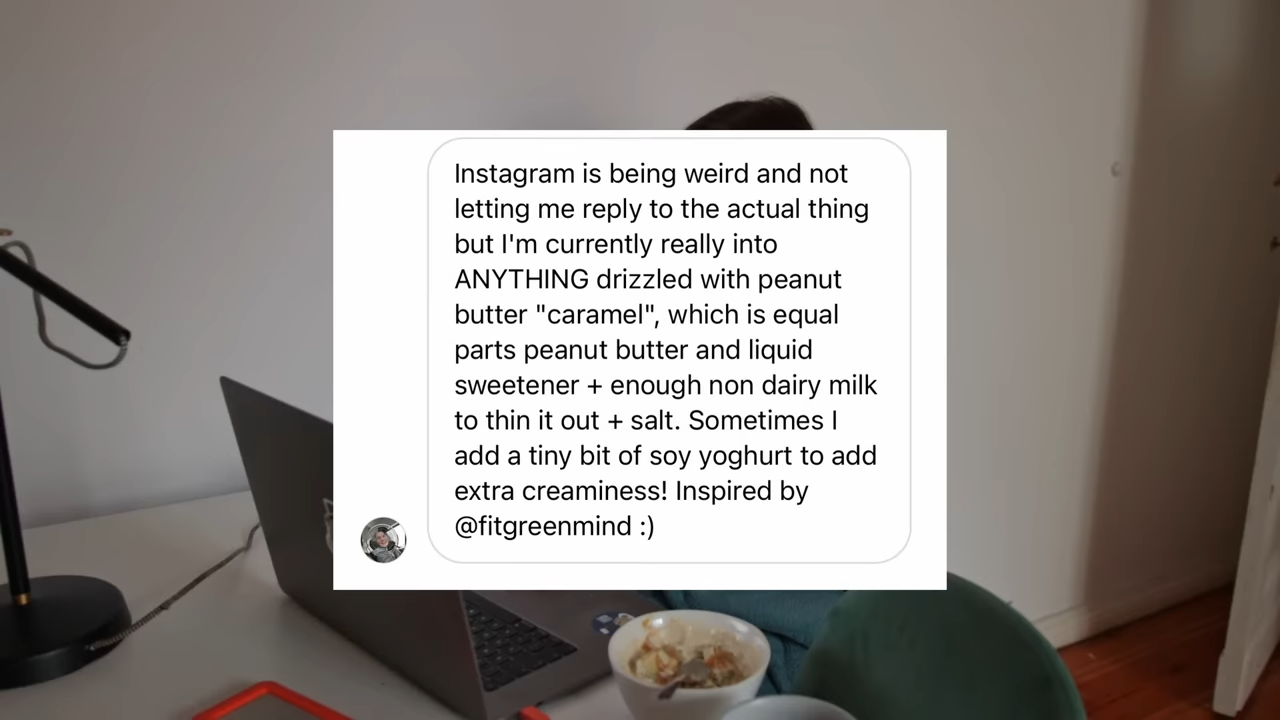 Instagram is being weird and not
letting me reply to the actual thing
but I'm currently really into
ANYTHING drizzled with peanut
butter "caramel", which is equal
parts peanut butter and liquid
sweetener + enough non dairy milk
to thin it out + salt. Sometimes I
add a tiny bit of soy yoghurt to add
extra creaminess! Inspired by
@fitgreenmind :)